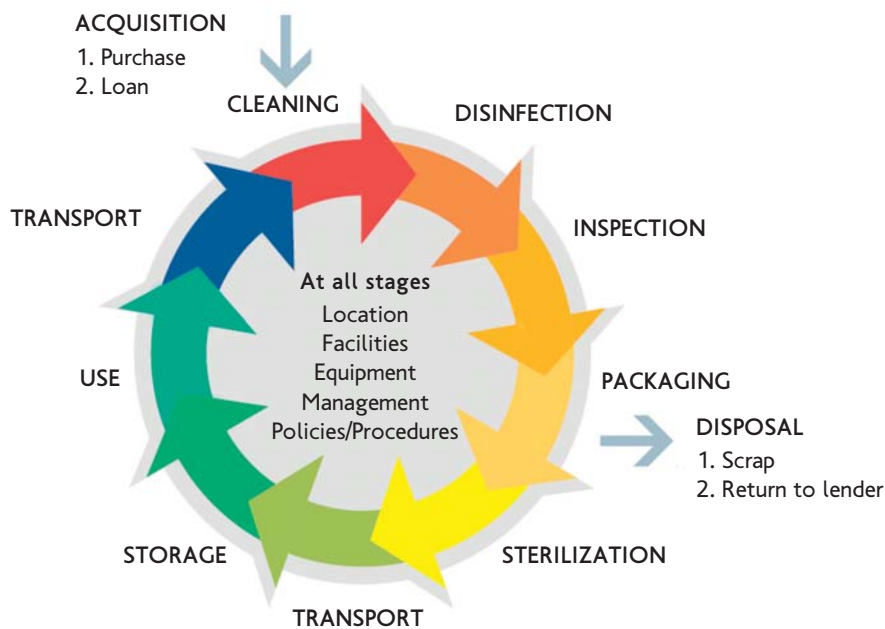 ACQUISITION
1. Purchase
2. Loan
CLEANING
DISINFECTION
TRANSPORT
INSPECTION
At all stages
Location
Facilities
Equipment
Management
Policies/Procedures
USE
PACKAGING
DISPOSAL
1. Scrap
2. Return to lender
STORAGE
STERILIZATION
TRANSPORT